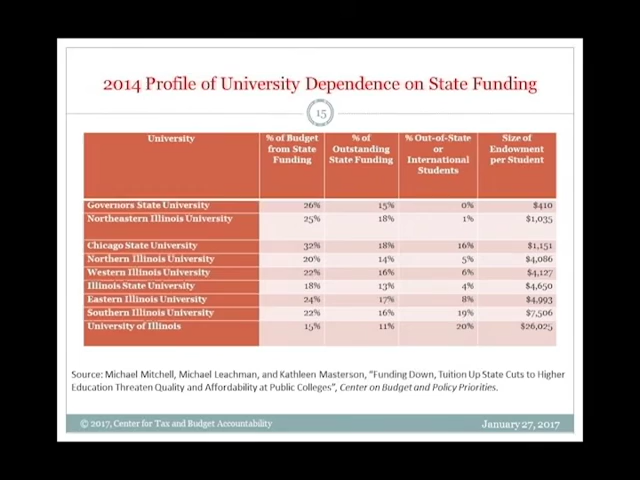 2014 Profile of University Dependence on State Funding
15
University | % of Budget from State Funding | % of Outstanding State Funding | % Out-of-State or International Students | Size of Endowment per Student
Governors State University 26% 15% 0% $410
Northeastern Illinois University 25% 18% 1% $1,035
Chicago State University 32% 18% 16% $1,151
Northern Illinois University 20% 14% 5% $4,086
Western Illinois University 22% 16% 6% $4,127
Illinois State University 18% 13% 4% $4,650
Eastern Illinois University 24% 17% 8% $4,993
Southern Illinois University 22% 16% 19% $7,506
University of Illinois 15% 11% 20% $26,025
Source: Michael Mitchell, Michael Leachman, and Kathleen Masterson, "Funding Down, Tuition Up State Cuts to Higher
Education Threaten Quality and Affordability at Public Colleges", Center on Budget and Policy Priorities.
© 2017, Center for Tax and Budget Accountability
January 27, 2017